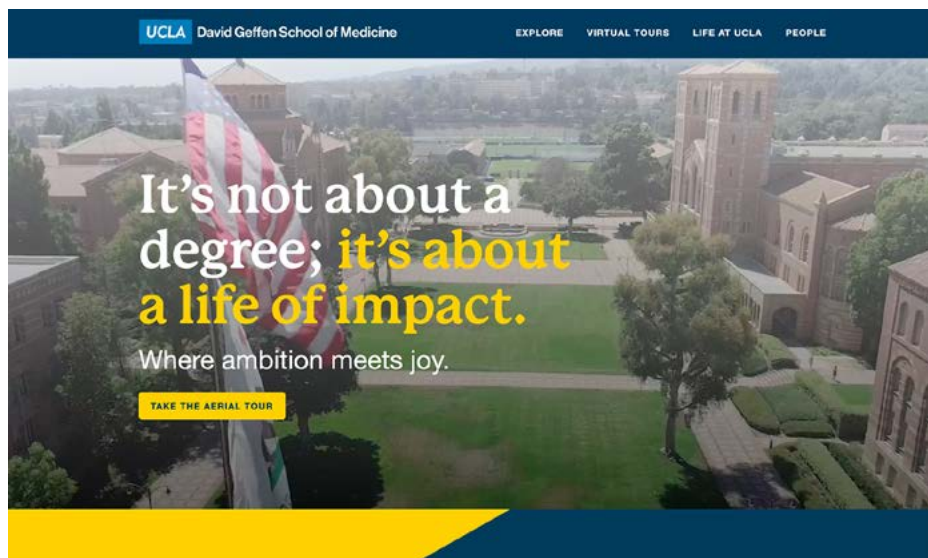 UCLA David Geffen School of Medicine
EXPLORE VIRTUAL TOURS LIFE AT UCLA PEOPLE
It’s not about a
degree; it’s about
a life of impact.
Where ambition meets joy.
TAKE THE AERIAL TOUR